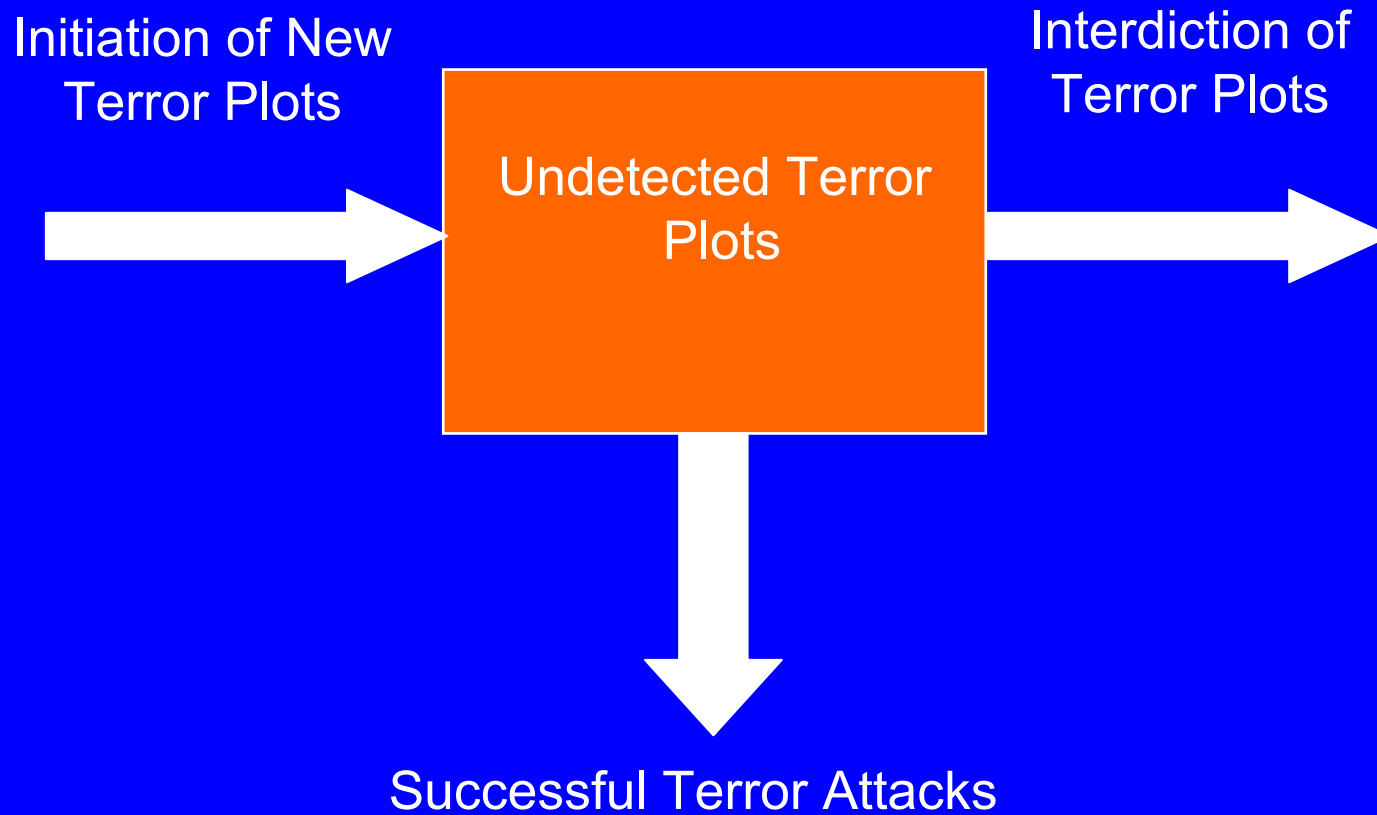 Initiation of New
Terror Plots
Interdiction of
Terror Plots
Undetected Terror
Plots
Successful Terror Attacks